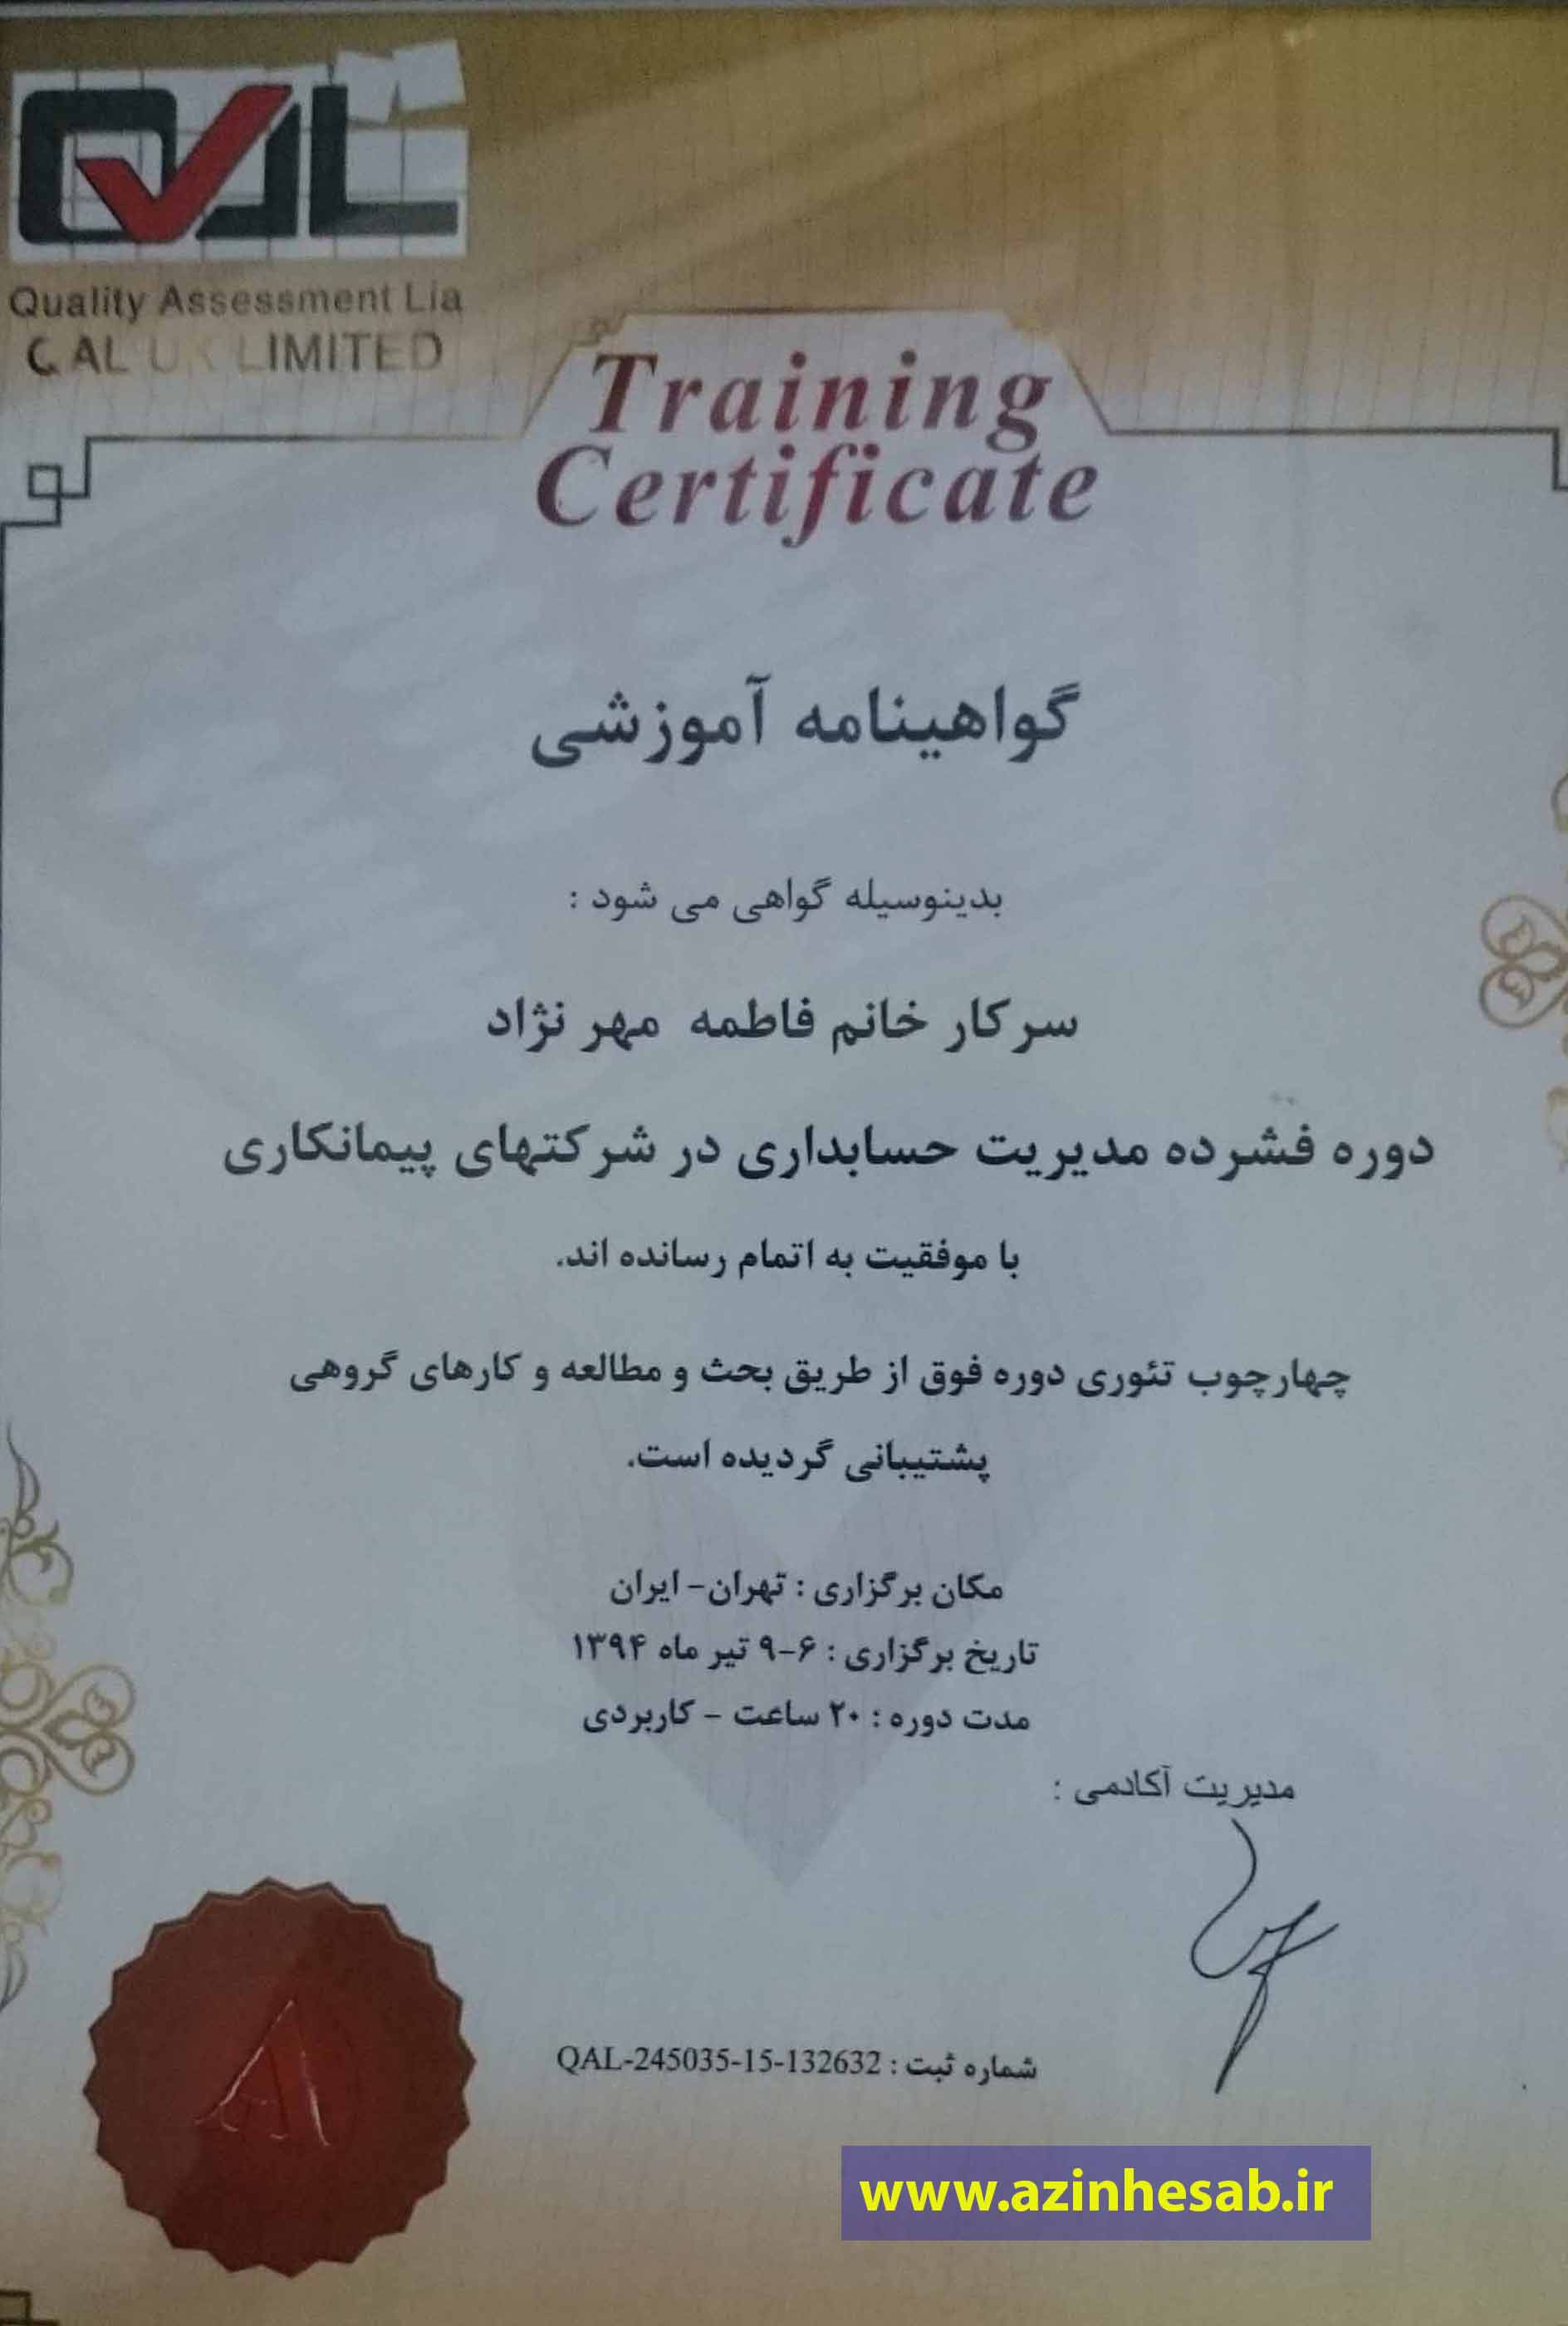 QAL
Quality Assessment Lia
QAL UK LIMITED
Training
Certificate
گواهینامه آموزشی
بدینوسیله گواهی می شود :
سرکار خانم فاطمه مهر نژاد
دوره فشرده مدیریت حسابداری در شرکتهای پیمانکاری
با موفقیت به اتمام رسانده اند.
چهارچوب تئوری دوره فوق از طریق بحث و مطالعه و کارهای گروهی
پشتیبانی گردیده است.
مکان برگزاری : تهران- ایران
تاریخ برگزاری : ۶-۹ تیر ماه ۱۳۹۴
مدت دوره : ۲۰ ساعت - کاربردی
مدیریت آکادمی :
شماره ثبت : QAL-245035-15-132632
www.azinhesab.ir